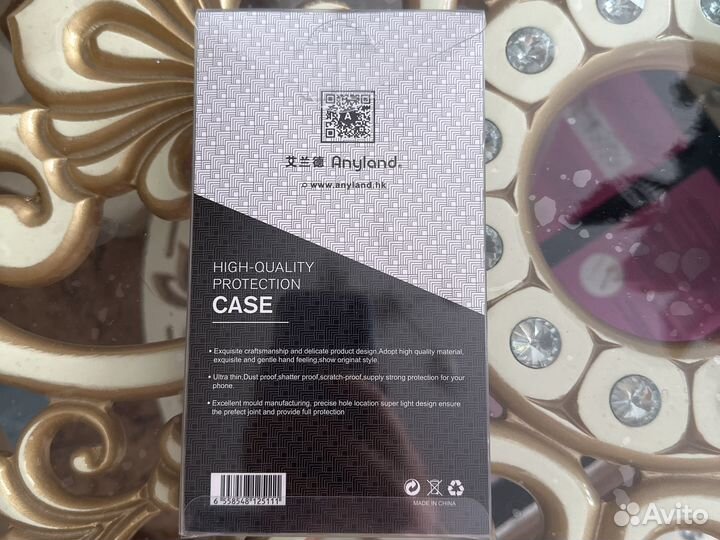 A
艾兰德 Anyland®
www.anyland.hk
HIGH-QUALITY
PROTECTION
CASE
• Exquisite craftsmanship and delicate product design.Adopt high quality material,
exquisite and gentle hand feeling,show original style.
• Ultra thin.Dust proof,shatter proof,scratch-proof,supply strong protection for your
phone.
• Excellent mould manufacturing, precise hole location super light design ensure
the prefect joint and provide full protection
6 958548 125111
MADE IN CHINA
Avito